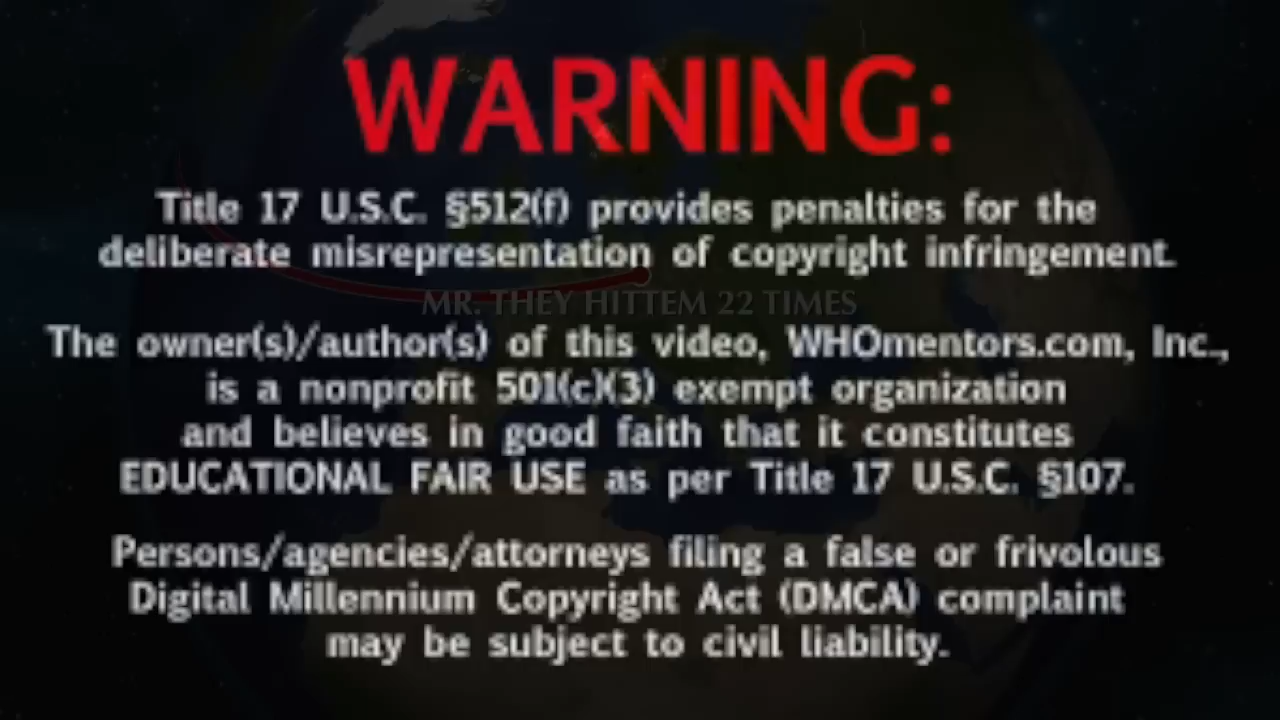 WARNING:
Title 17 U.S.C. §512(f) provides penalties for the
deliberate misrepresentation of copyright infringement.
MR. THEY HITTEM 22 TIMES
The owner(s)/author(s) of this video, WHOmentors.com, Inc.,
is a nonprofit 501(c)(3) exempt organization
and believes in good faith that it constitutes
EDUCATIONAL FAIR USE as per Title 17 U.S.C. §107.
Persons/agencies/attorneys filing a false or frivolous
Digital Millennium Copyright Act (DMCA) complaint
may be subject to civil liability.